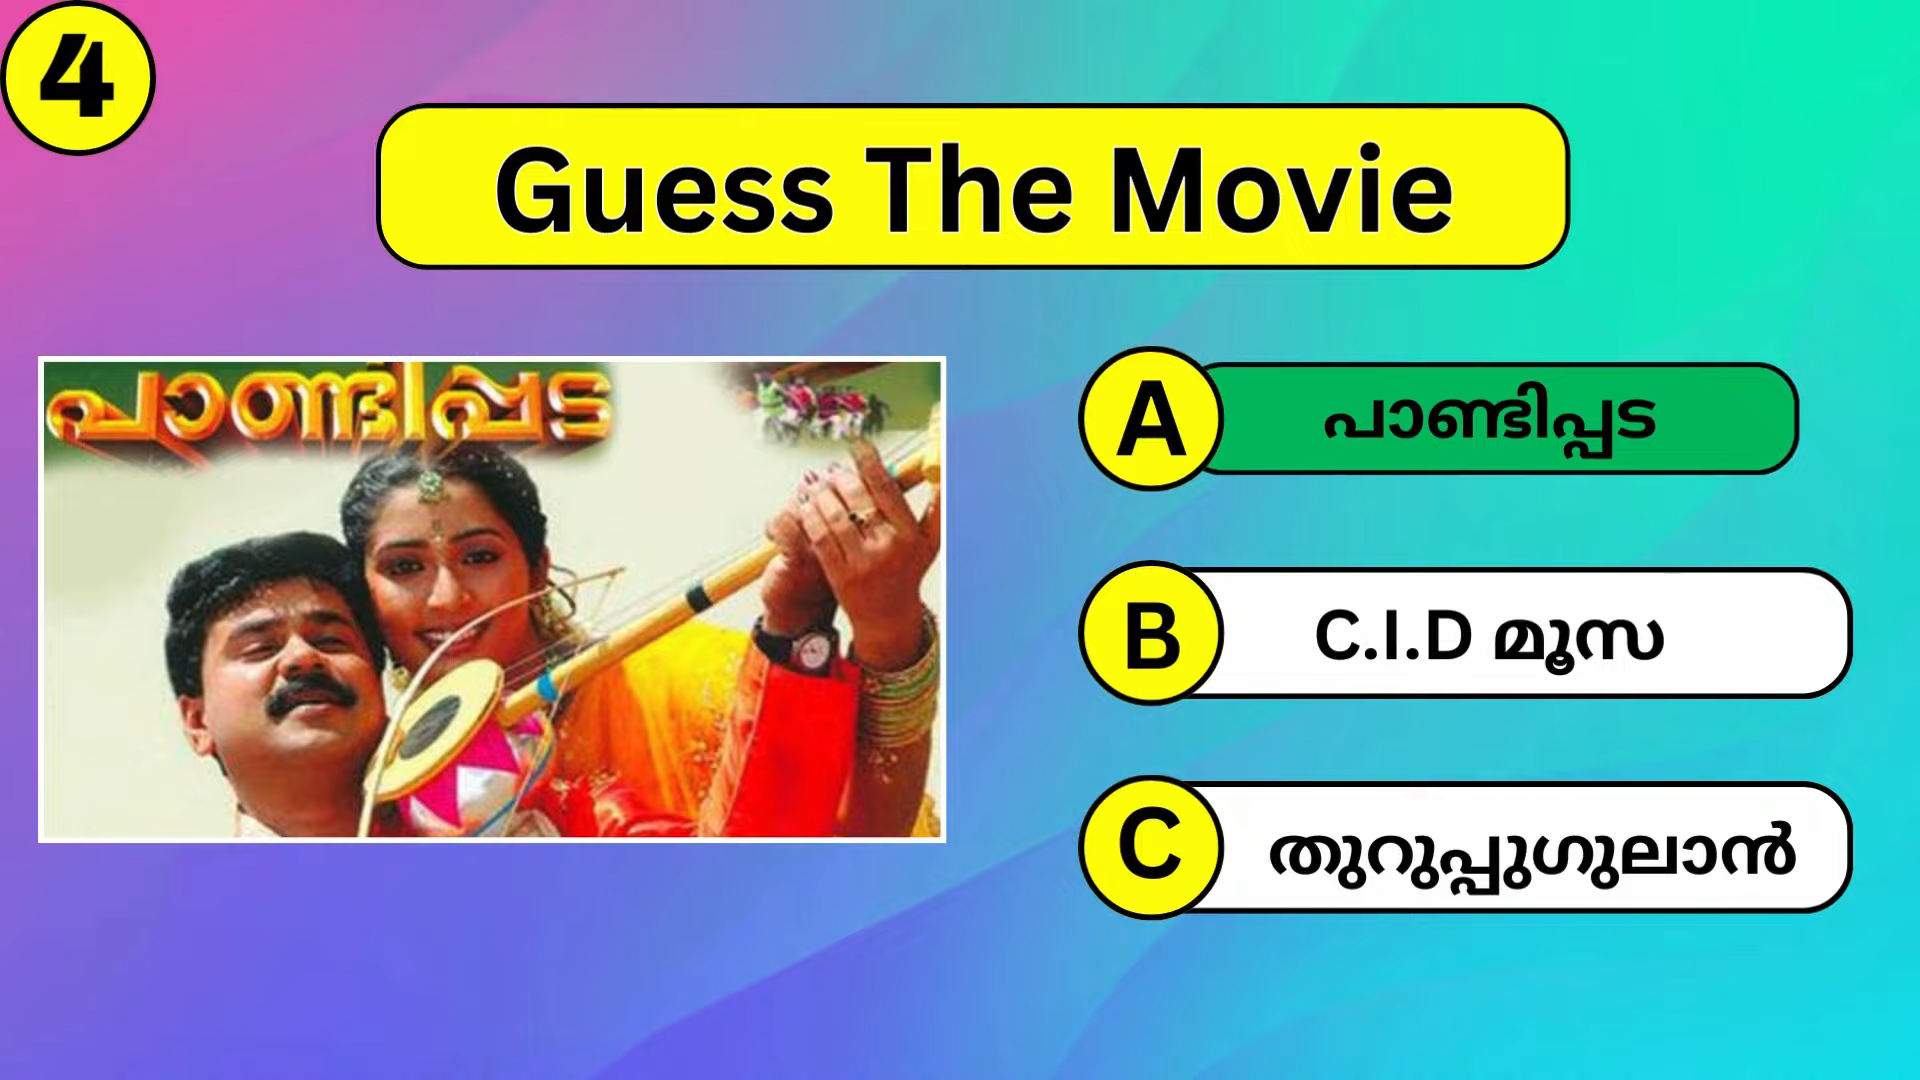 4
Guess The Movie
പാണ്ടിപ്പട
A പാണ്ടിപ്പട
B C.I.D മൂസ
C തുറുപ്പുഗുലാൻ